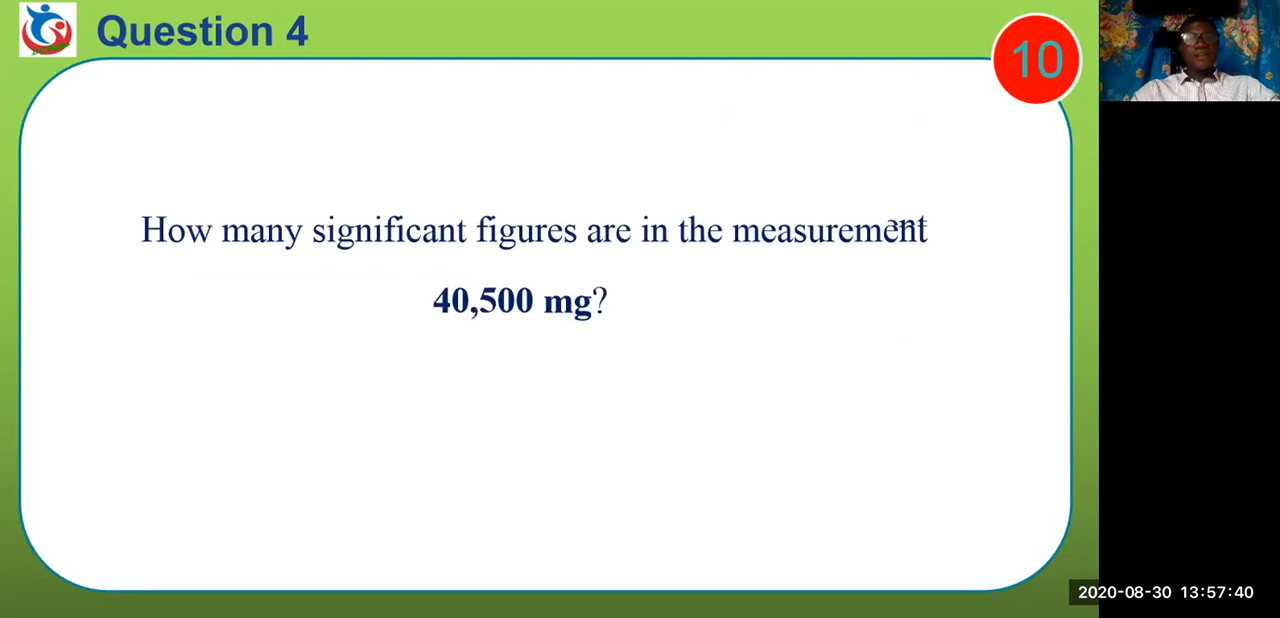 Question 4
10
How many significant figures are in the measurement
40,500 mg?
2020-08-30 13:57:40